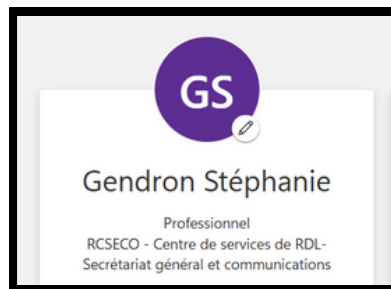 GS
Gendron Stéphanie
Professionnel
RCSECO - Centre de services de RDL-
Secrétariat général et communications